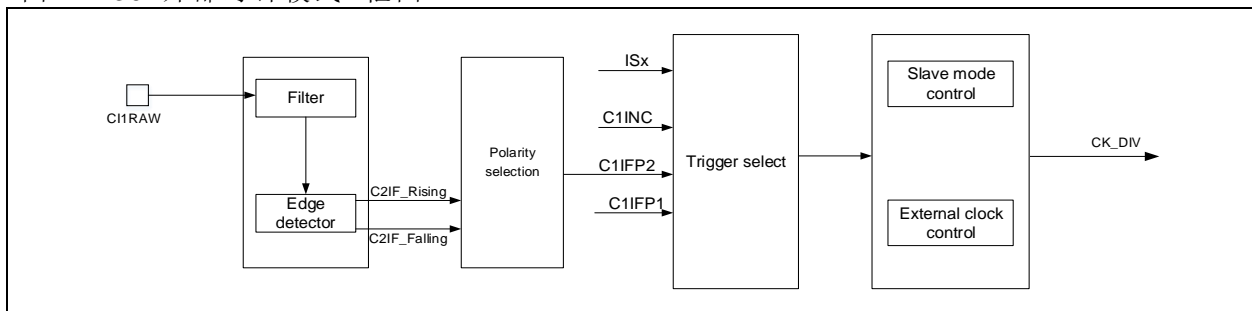 CI1RAW
Filter
Edge
detector
C2IF_Rising
C2IF_Falling
Polarity
selection
ISx
C1INC
C1IFP2
C1IFP1
Trigger select
Slave mode
control
External clock
control
CK_DIV